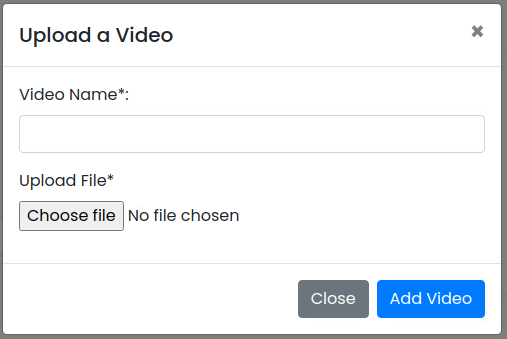 Upload a Video ✖
Video Name*:
Upload File*
Choose file No file chosen
Close Add Video